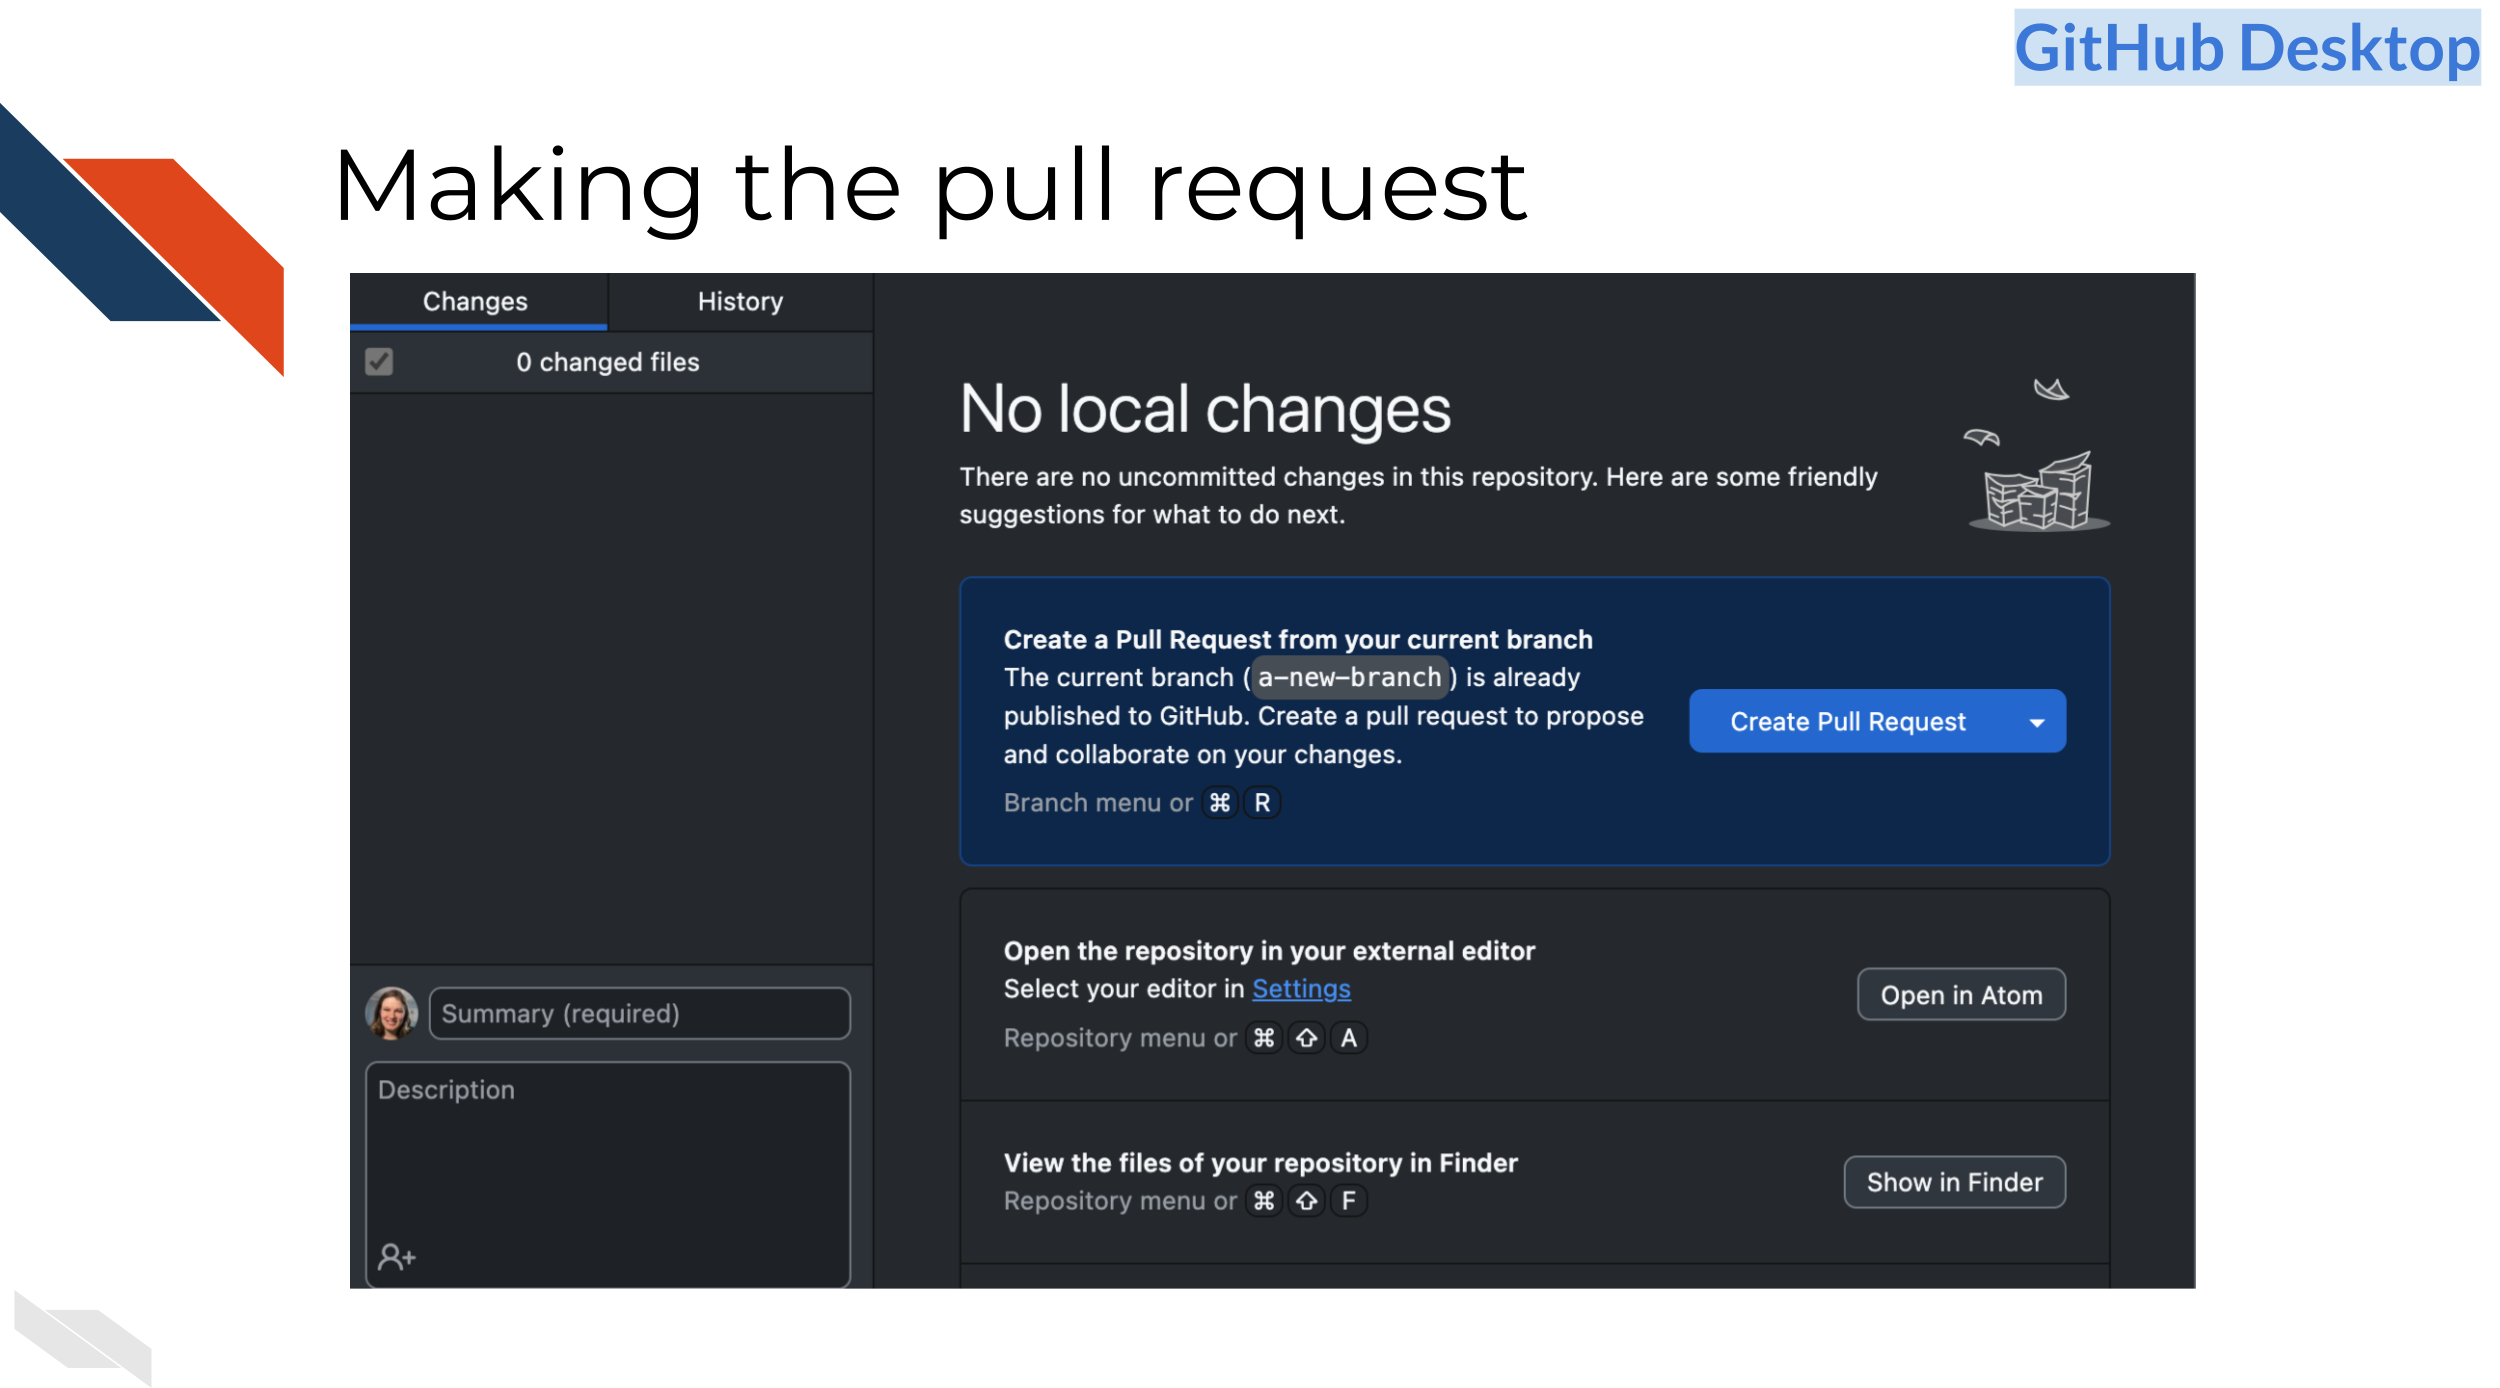 GitHub Desktop
Making the pull request
Changes
History
0 changed files
No local changes
There are no uncommitted changes in this repository. Here are some friendly
suggestions for what to do next.
Create a Pull Request from your current branch
The current branch (a-new-branch) is already
published to GitHub. Create a pull request to propose
and collaborate on your changes.
Branch menu or ⌘ R
Create Pull Request
Open the repository in your external editor
Select your editor in Settings
Repository menu or ⌘ ⇧ A
Open in Atom
View the files of your repository in Finder
Repository menu or ⌘ ⇧ F
Show in Finder
Summary (required)
Description